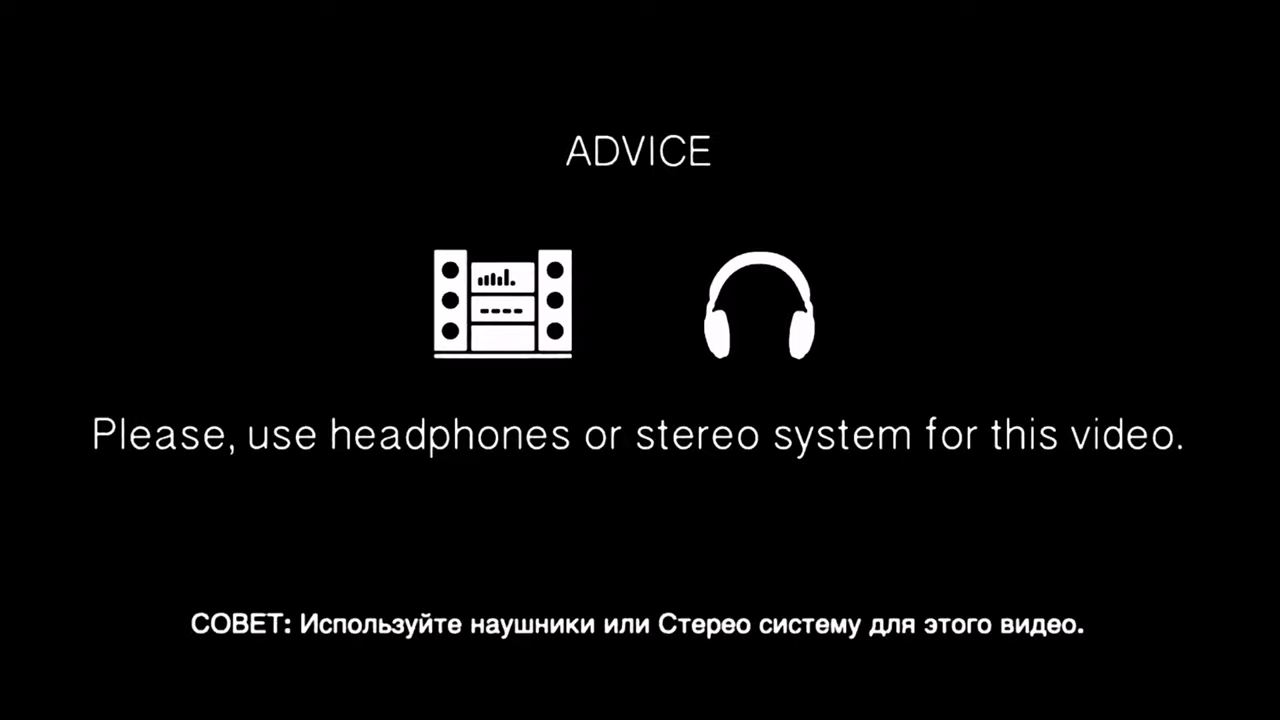 ADVICE
Please, use headphones or stereo system for this video.
СОВЕТ: Используйте наушники или Стерео систему для этого видео.